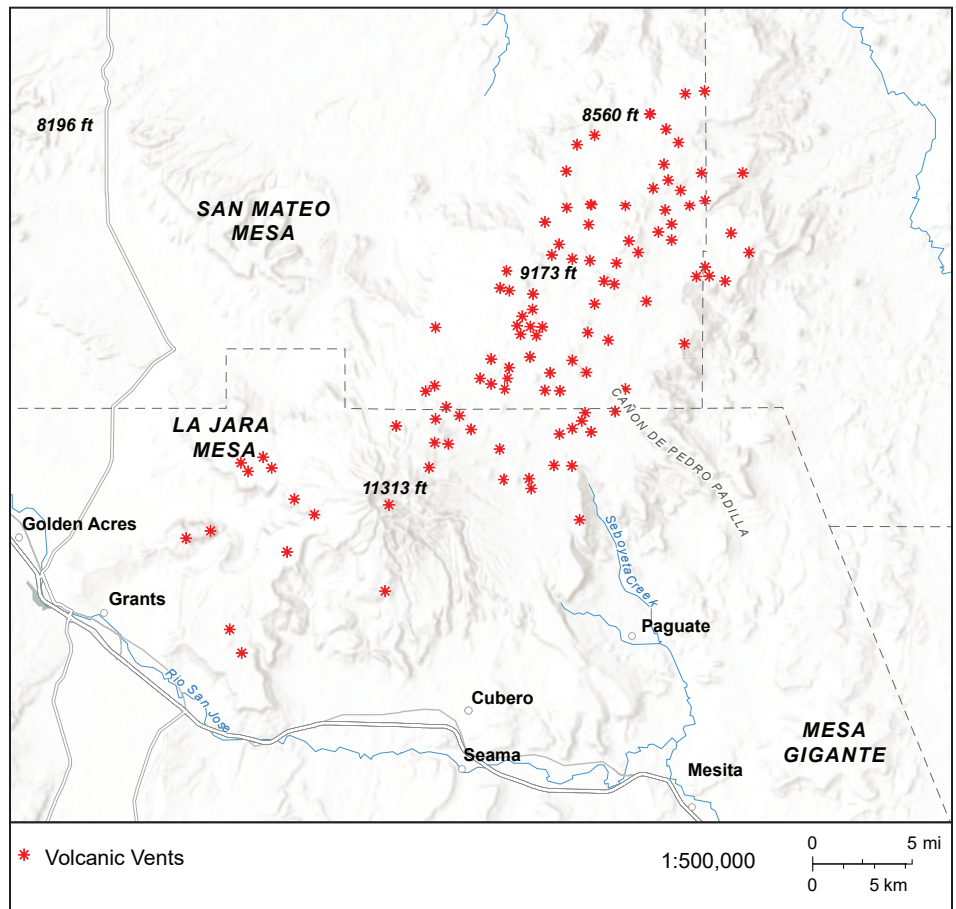 8196 ft
8560 ft
SAN MATEO
MESA
9173 ft
CAÑON DE PEDRO PADILLA
LA JARA
MESA
11313 ft
Golden Acres
Seboyeta Creek
Grants
Paguate
Rio San Jose
Cubero
MESA
GIGANTE
Seama
Mesita
Volcanic Vents
1:500,000
0 5 mi
0 5 km